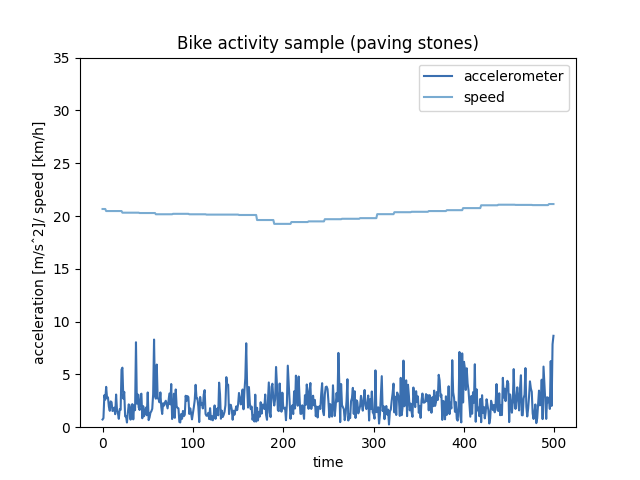 Bike activity sample (paving stones)
accelerometer
speed
35
30
25
20
15
10
5
0
acceleration [m/s^2]/ speed [km/h]
0 100 200 300 400 500
time